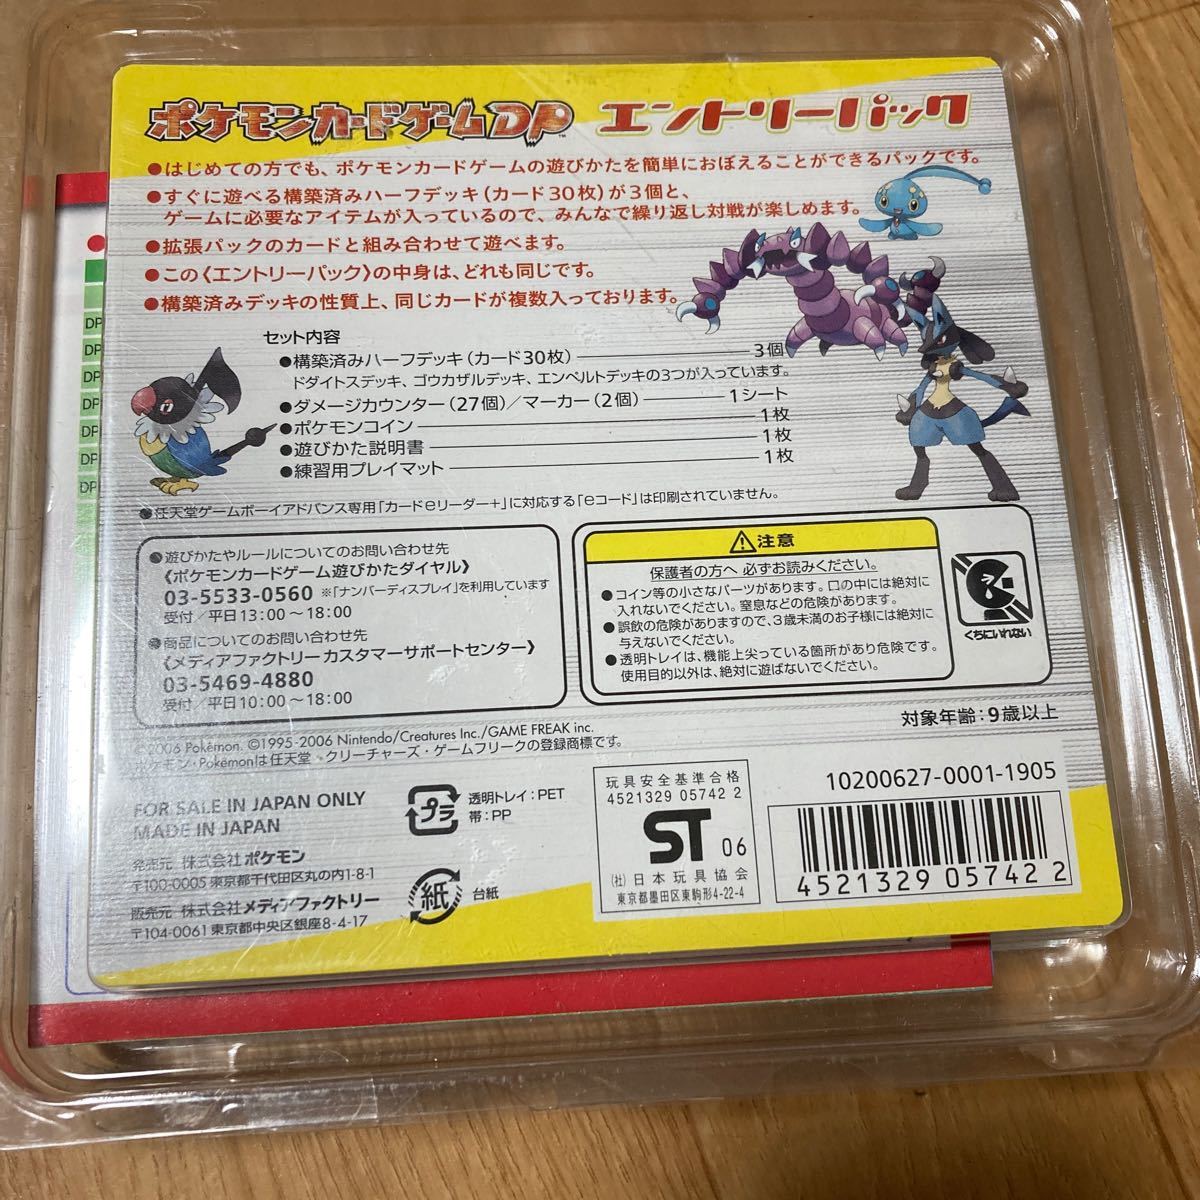 ポケモンカードゲームDP エントリーパック
●はじめての方でも、ポケモンカードゲームの遊びかたを簡単におぼえることができるパックです。
●すぐに遊べる構築済みハーフデッキ(カード30枚)が3個と、
ゲームに必要なアイテムが入っているので、みんなで繰り返し対戦が楽しめます。
●拡張パックのカードと組み合わせて遊べます。
●この《エントリーパック》の中身は、どれも同じです。
●構築済みデッキの性質上、同じカードが複数入っております。
セット内容
●構築済みハーフデッキ(カード30枚) 3個
ドダイトスデッキ、ゴウカザルデッキ、エンペルトデッキの3つが入っています。
●ダメージカウンター(27個)/マーカー(2個) 1シート
●ポケモンコイン 1枚
●遊びかた説明書 1枚
●練習用プレイマット 1枚
●任天堂ゲームボーイアドバンス専用「カードeリーダー+」に対応する「eコード」は印刷されていません。
●遊びかたやルールについてのお問い合わせ先
《ポケモンカードゲーム遊びかたダイヤル》
03-5533-0560 ※「ナンバーディスプレイ」を利用しています
受付/平日13:00~18:00
●商品についてのお問い合わせ先
《メディアファクトリーカスタマーサポートセンター》
03-5469-4880
受付/平日10:00~18:00
⚠注意
保護者の方へ 必ずお読みください。
●コイン等の小さなパーツがあります。口の中には絶対に
入れないでください。窒息などの危険があります。
●誤飲の危険がありますので、3歳未満のお子様には絶対に
与えないでください。
●透明トレイは、機能上尖っている箇所があり危険です。
使用目的以外は、絶対に遊ばないでください。
くちにいれない
対象年齢:9歳以上
©2006 Pokémon. ©1995-2006 Nintendo/Creatures Inc./GAME FREAK inc.
ポケモン・Pokémonは任天堂・クリーチャーズ・ゲームフリークの登録商標です。
FOR SALE IN JAPAN ONLY
MADE IN JAPAN
発売元 株式会社ポケモン
〒100-0005 東京都千代田区丸の内1-8-1
販売元 株式会社メディアファクトリー
〒104-0061 東京都中央区銀座8-4-17
プラ
透明トレイ:PET
帯:PP
紙
台紙
玩具安全基準合格
4521329 05742 2
ST 06
(社)日本玩具協会
東京都墨田区東駒形4-22-4
10200627-0001-1905
4521329 05742 2
DP
DP
DP
DP
DP
DP
DP